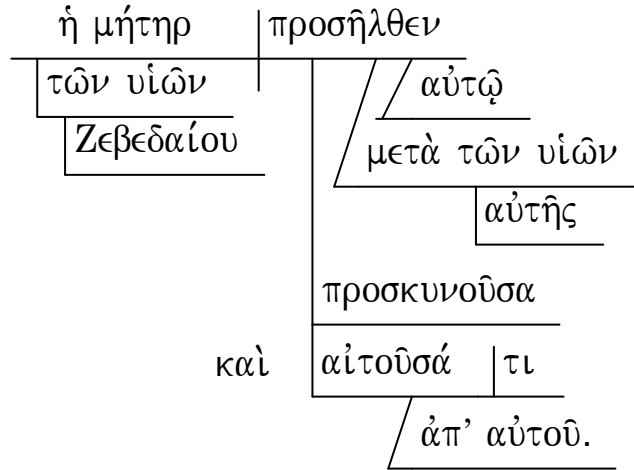 ἡ μήτηρ προσῆλθεν
τῶν υἱῶν αὐτῷ
Ζεβεδαίου μετὰ τῶν υἱῶν
αὐτῆς
προσκυνοῦσα
καὶ αἰτοῦσά τι
ἀπ’ αὐτοῦ.